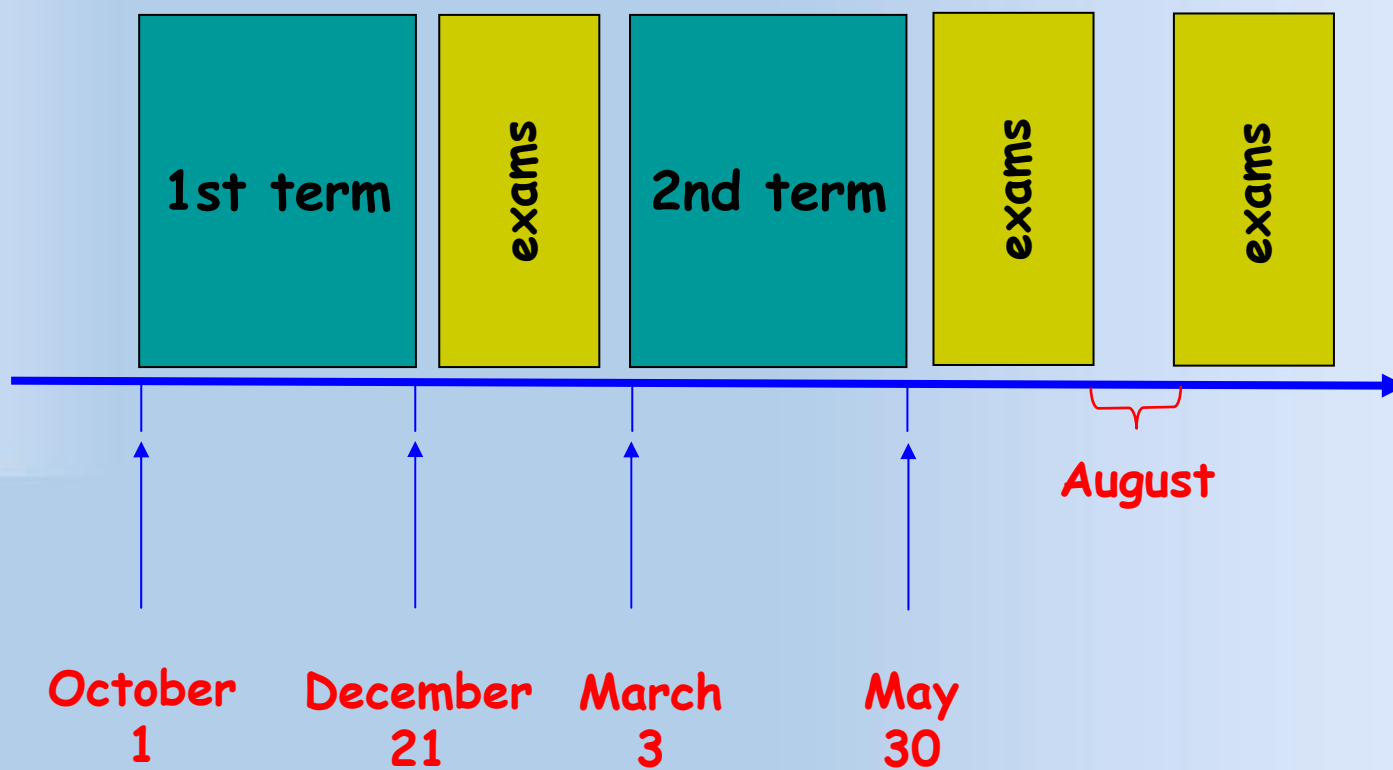 1st term
exams
2nd term
exams
exams
August
October
1
December
21
March
3
May
30